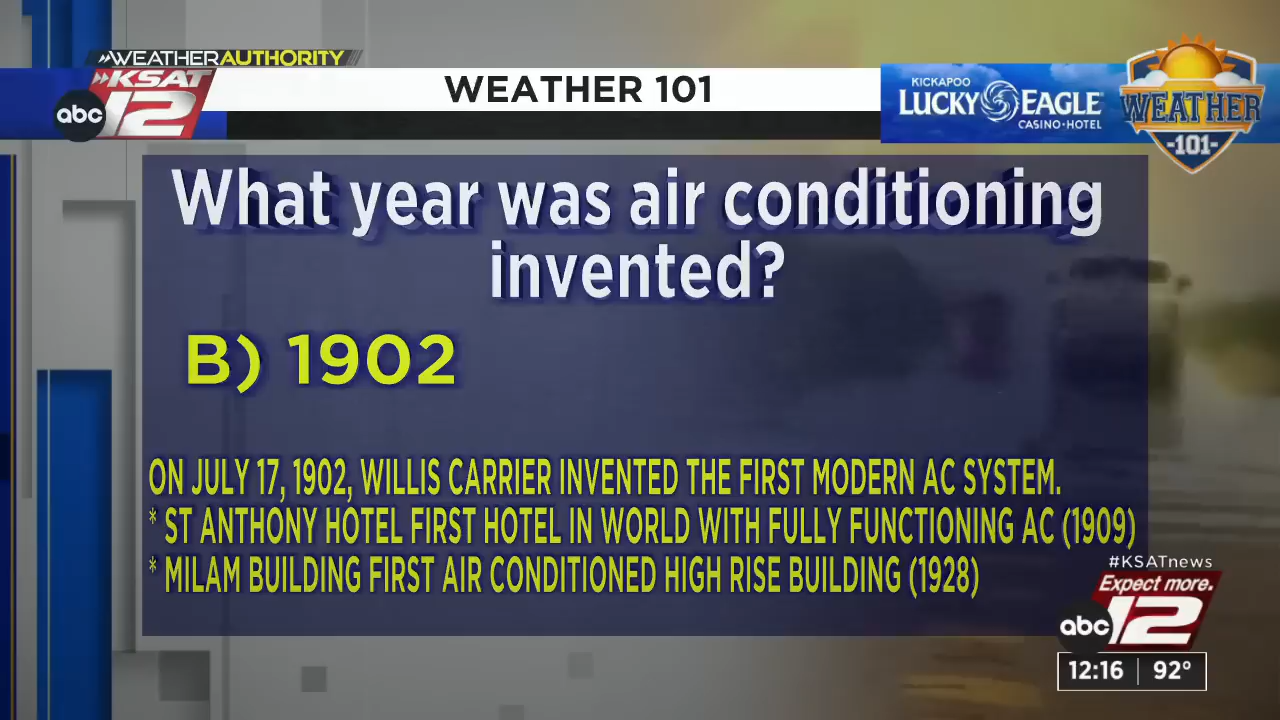 WEATHERAUTHORITY
KSAT
abc 12
WEATHER 101
KICKAPOO
LUCKY EAGLE
CASINO•HOTEL
WEATHER
-101-
What year was air conditioning
invented?
B) 1902
ON JULY 17, 1902, WILLIS CARRIER INVENTED THE FIRST MODERN AC SYSTEM.
* ST ANTHONY HOTEL FIRST HOTEL IN WORLD WITH FULLY FUNCTIONING AC (1909)
* MILAM BUILDING FIRST AIR CONDITIONED HIGH RISE BUILDING (1928)
#KSATnews
Expect more.
abc 12
12:16 92°